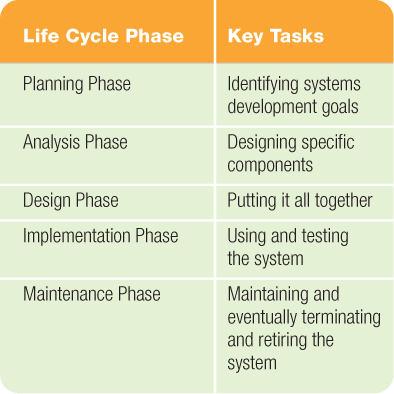 Life Cycle Phase Key Tasks
Planning Phase Identifying systems
development goals
Analysis Phase Designing specific
components
Design Phase Putting it all together
Implementation Phase Using and testing
the system
Maintenance Phase Maintaining and
eventually terminating
and retiring the
system